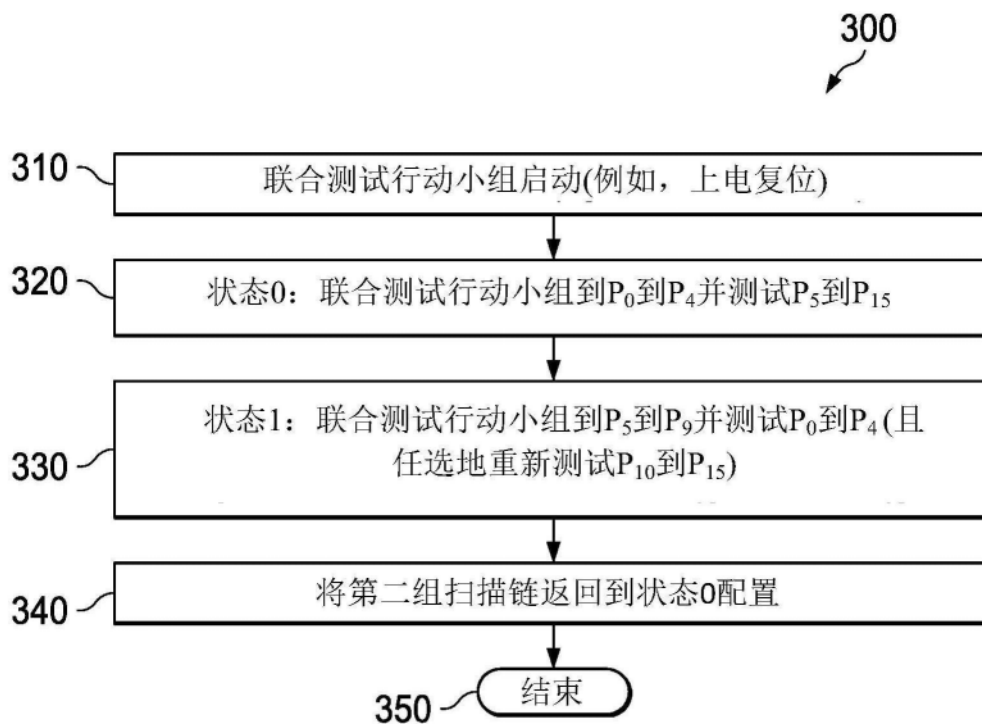 300
310
联合测试行动小组启动(例如，上电复位)
320
状态0：联合测试行动小组到P₀到P₄并测试P₅到P₁₅
330
状态1：联合测试行动小组到P₅到P₉并测试P₀到P₄(且
任选地重新测试P₁₀到P₁₅)
340
将第二组扫描链返回到状态0配置
350
结束